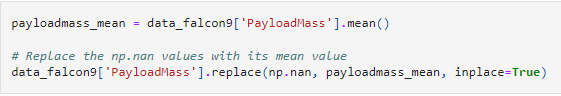 payloadmass_mean = data_falcon9['PayloadMass'].mean()
# Replace the np.nan values with its mean value
data_falcon9['PayloadMass'].replace(np.nan, payloadmass_mean, inplace=True)